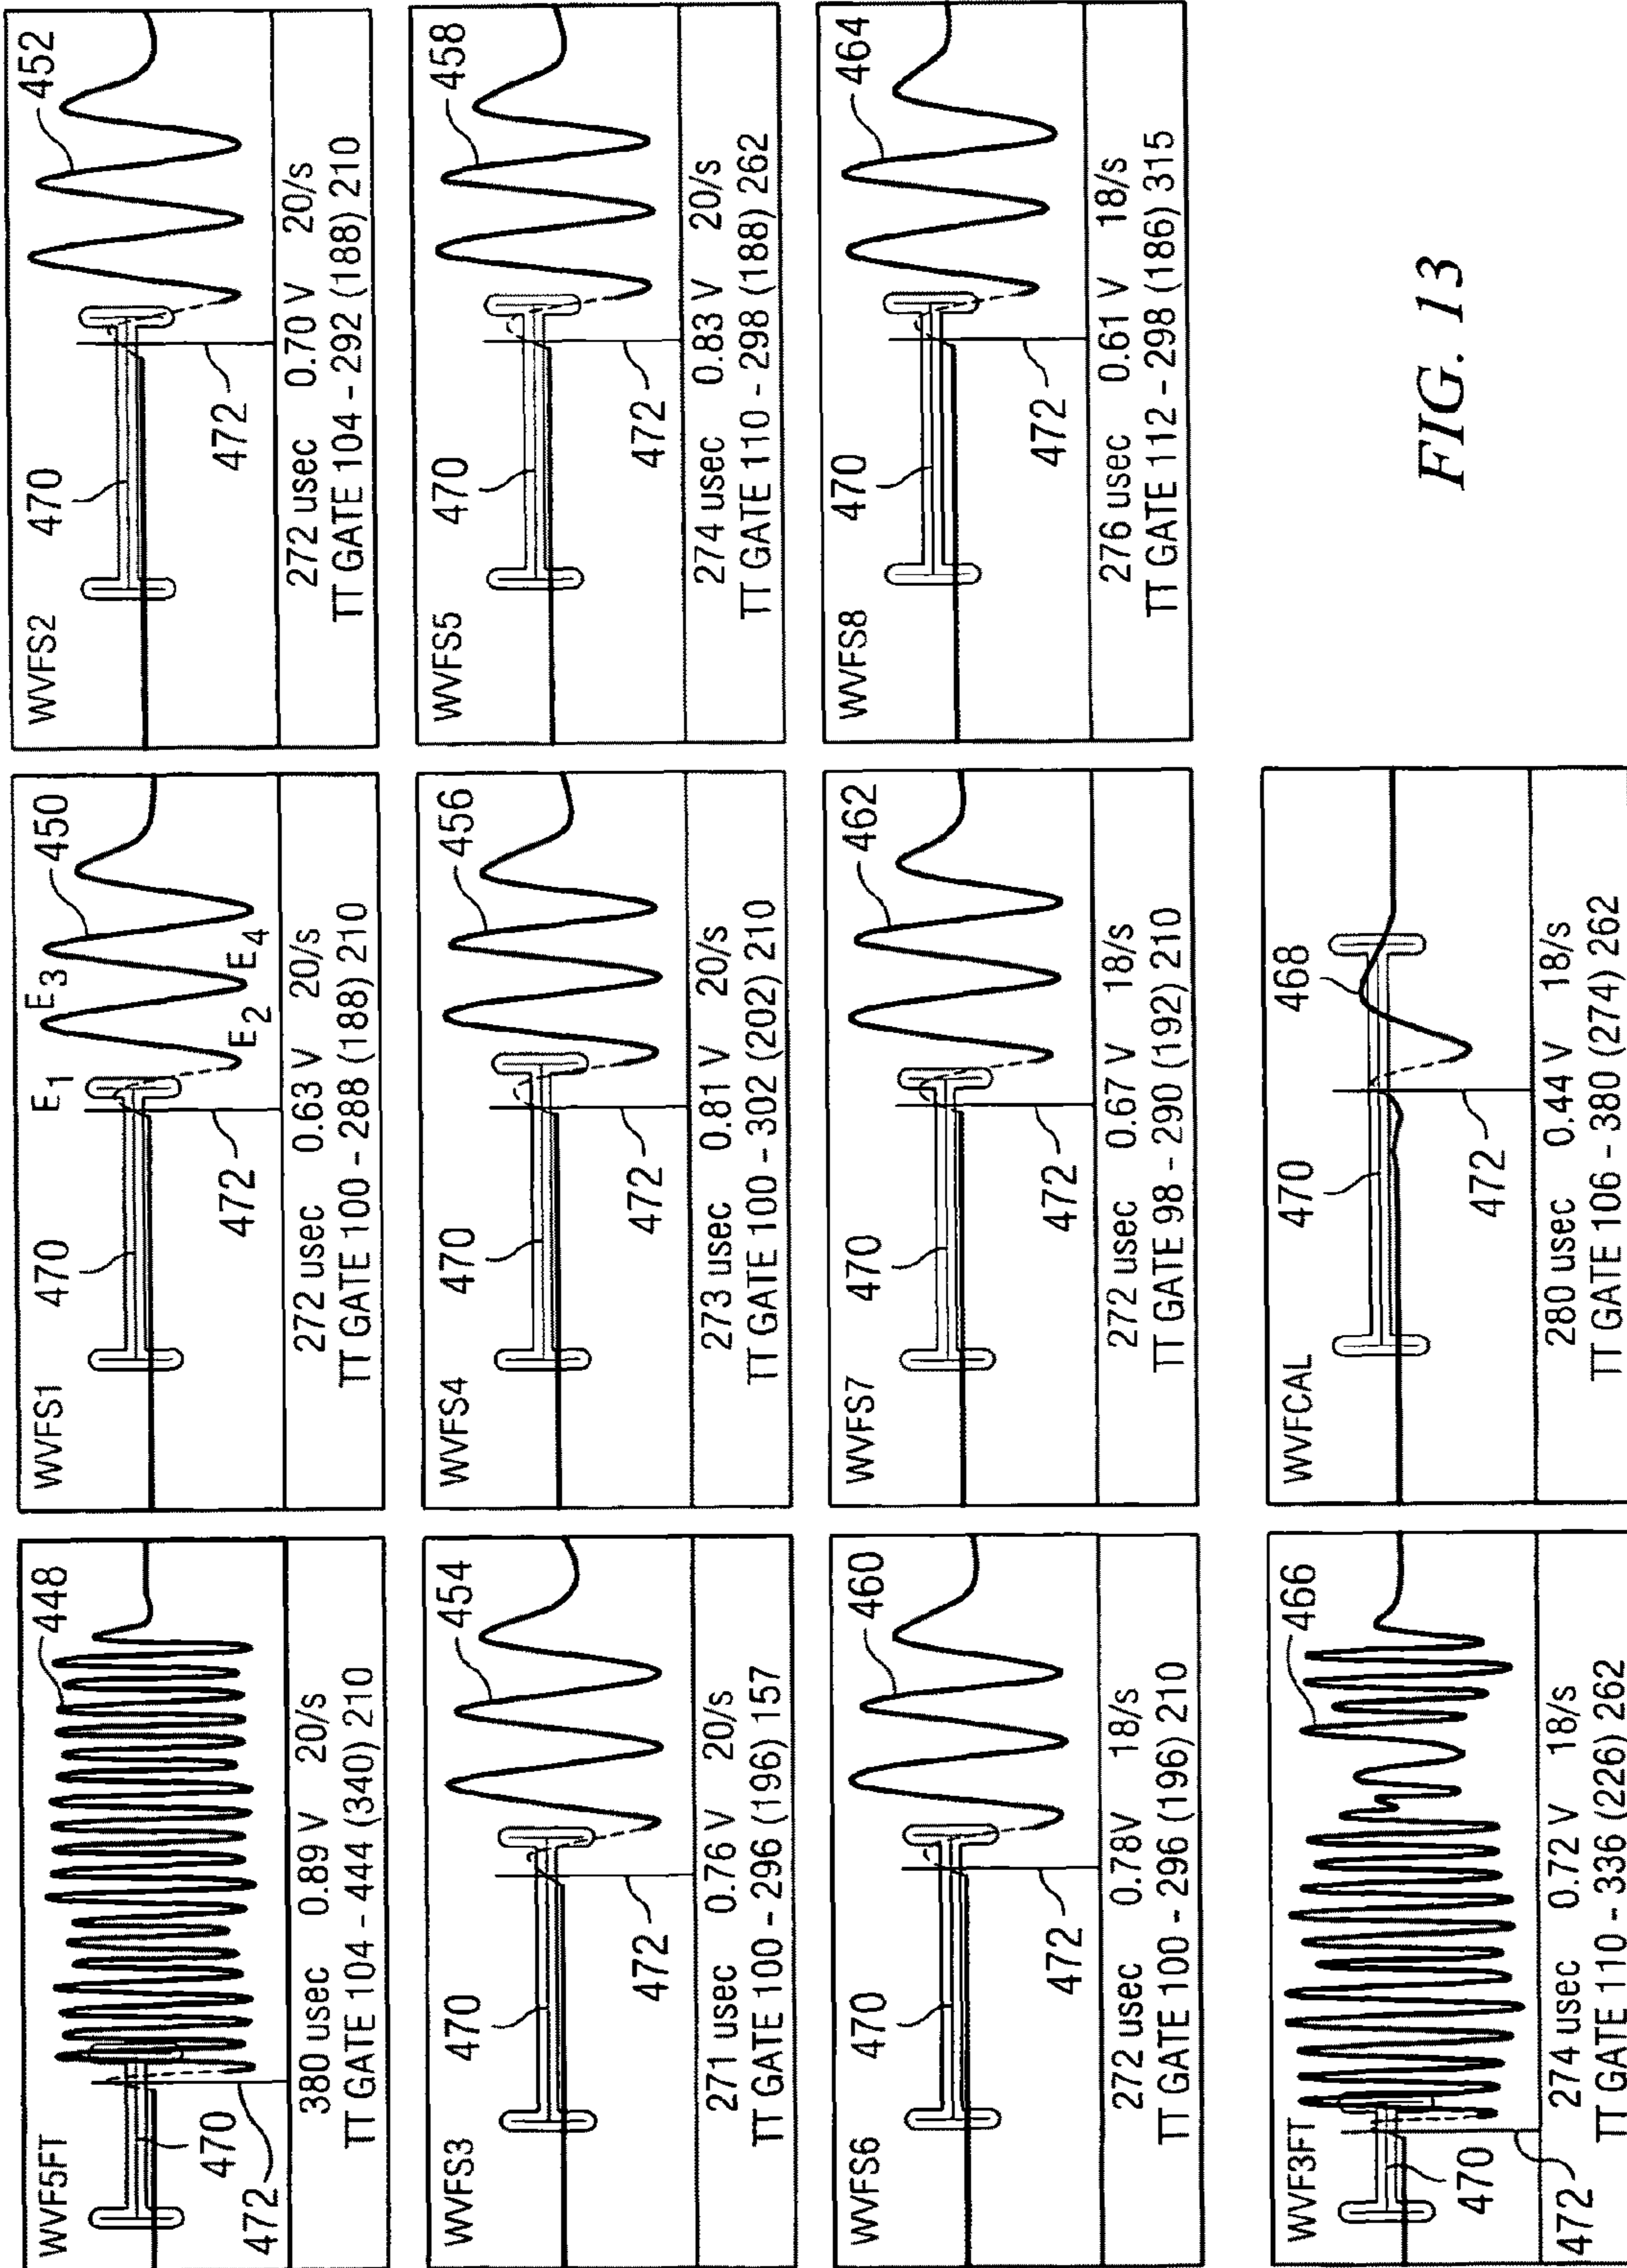 WVF5FT
448
470
472
380 usec 0.89 V 20/s
TT GATE 104 - 444 (340) 210
WVFS1
470
E1
E3
450
E2
E4
472
272 usec 0.63 V 20/s
TT GATE 100 - 288 (188) 210
WVFS2
470
452
472
272 usec 0.70 V 20/s
TT GATE 104 - 292 (188) 210
WVFS3
470
454
472
271 usec 0.76 V 20/s
TT GATE 100 - 296 (196) 157
WVFS4
470
456
472
273 usec 0.81 V 20/s
TT GATE 100 - 302 (202) 210
WVFS5
470
458
472
274 usec 0.83 V 20/s
TT GATE 110 - 298 (188) 262
WVFS6
470
460
472
272 usec 0.78V 18/s
TT GATE 100 - 296 (196) 210
WVFS7
470
462
472
272 usec 0.67 V 18/s
TT GATE 98 - 290 (192) 210
WVFS8
470
464
472
276 usec 0.61 V 18/s
TT GATE 112 - 298 (186) 315
WVF3FT
466
470
472
274 usec 0.72 V 18/s
TT GATE 110 - 336 (226) 262
WVFCAL
470
468
472
280 usec 0.44 V 18/s
TT GATE 106 - 380 (274) 262
FIG. 13